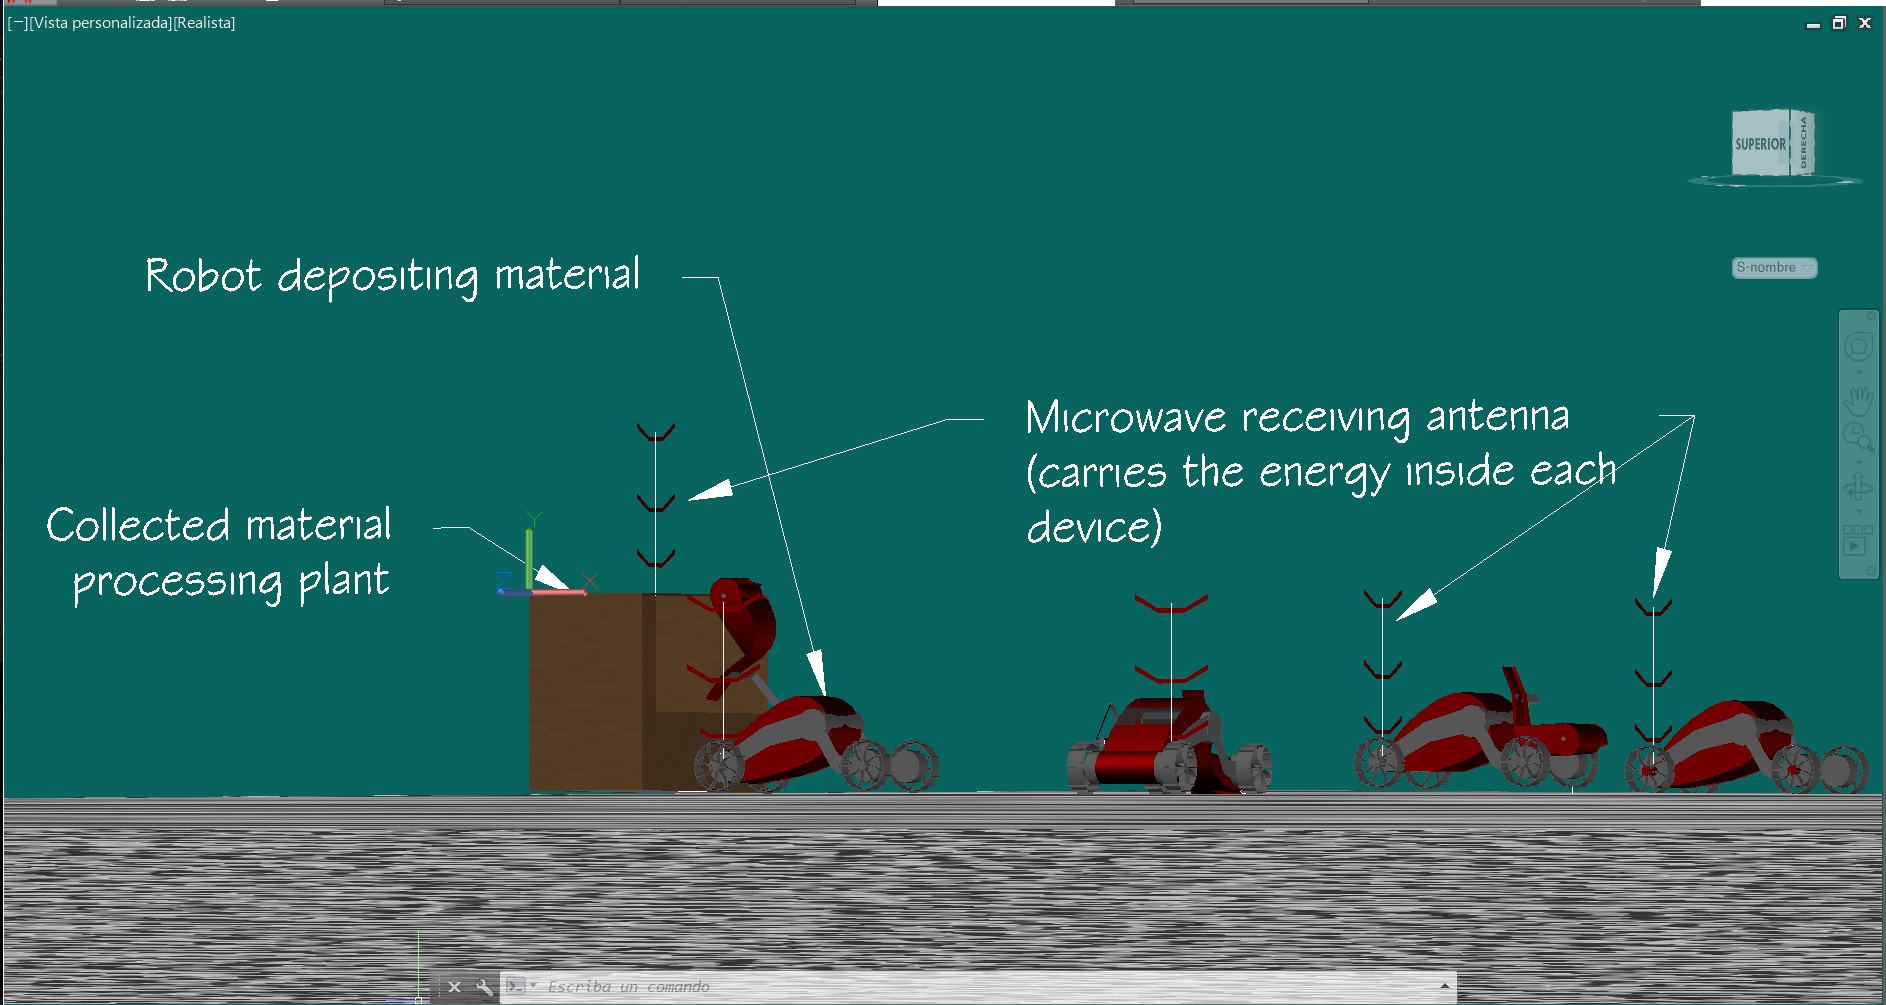 [−][Vista personalizada][Realista]
SUPERIOR
DERECHA
S-nombre
Robot depositing material
Microwave receiving antenna
(carries the energy inside each
device)
Collected material
processing plant
Y
Z
X
Escriba un comando